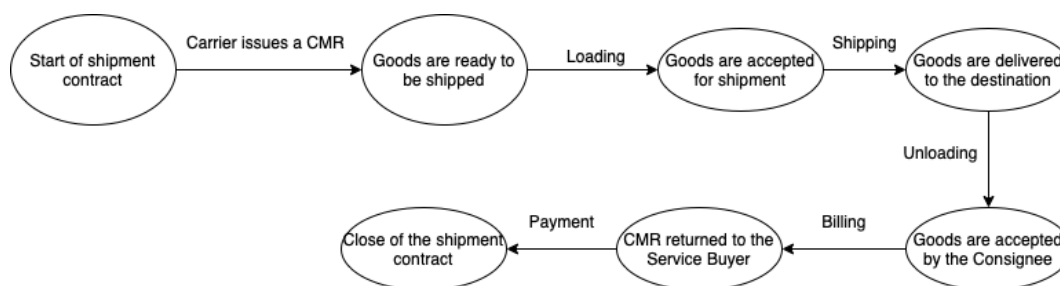 Start of shipment
contract
Carrier issues a CMR
Goods are ready to
be shipped
Loading
Goods are accepted
for shipment
Shipping
Goods are delivered
to the destination
Unloading
Goods are accepted
by the Consignee
Billing
CMR returned to the
Service Buyer
Payment
Close of the shipment
contract